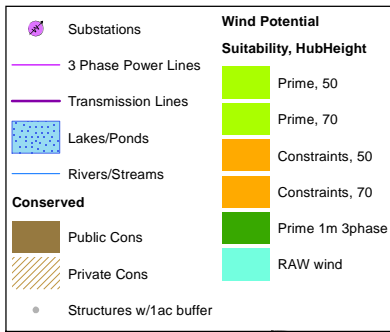 Substations
3 Phase Power Lines
Transmission Lines
Lakes/Ponds
Rivers/Streams
Conserved
Public Cons
Private Cons
Structures w/1ac buffer
Wind Potential
Suitability, HubHeight
Prime, 50
Prime, 70
Constraints, 50
Constraints, 70
Prime 1m 3phase
RAW wind